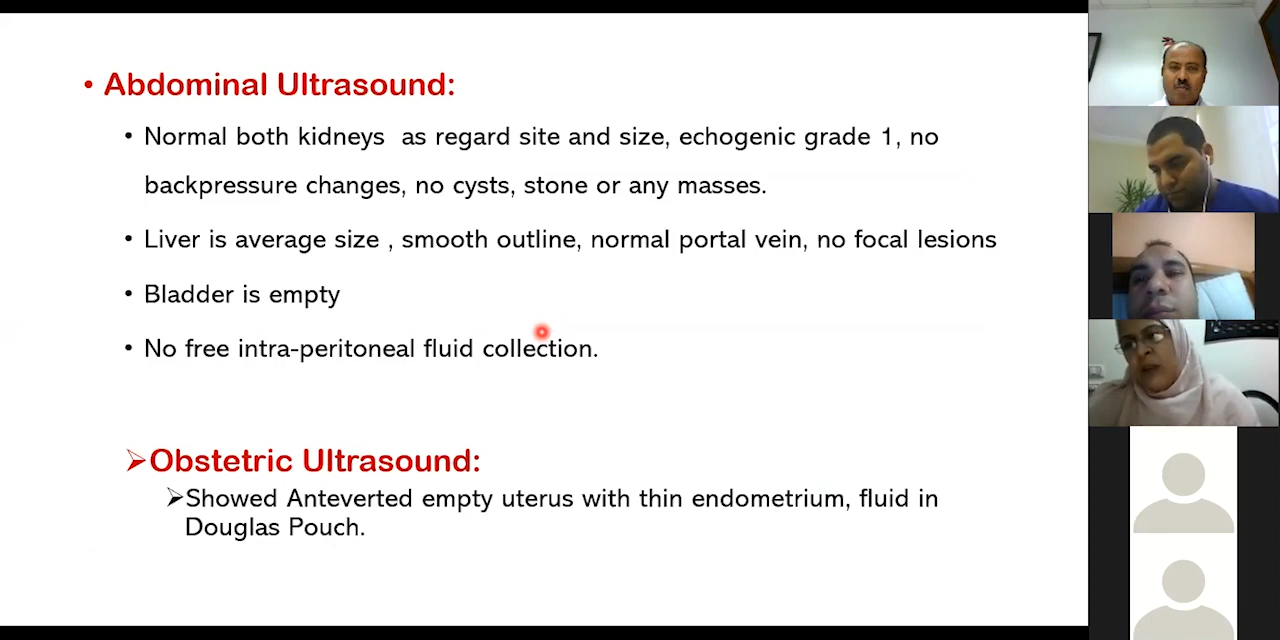 • Abdominal Ultrasound:
• Normal both kidneys as regard site and size, echogenic grade 1, no
backpressure changes, no cysts, stone or any masses.
• Liver is average size , smooth outline, normal portal vein, no focal lesions
• Bladder is empty
• No free intra-peritoneal fluid collection.
➢Obstetric Ultrasound:
➢Showed Anteverted empty uterus with thin endometrium, fluid in
Douglas Pouch.